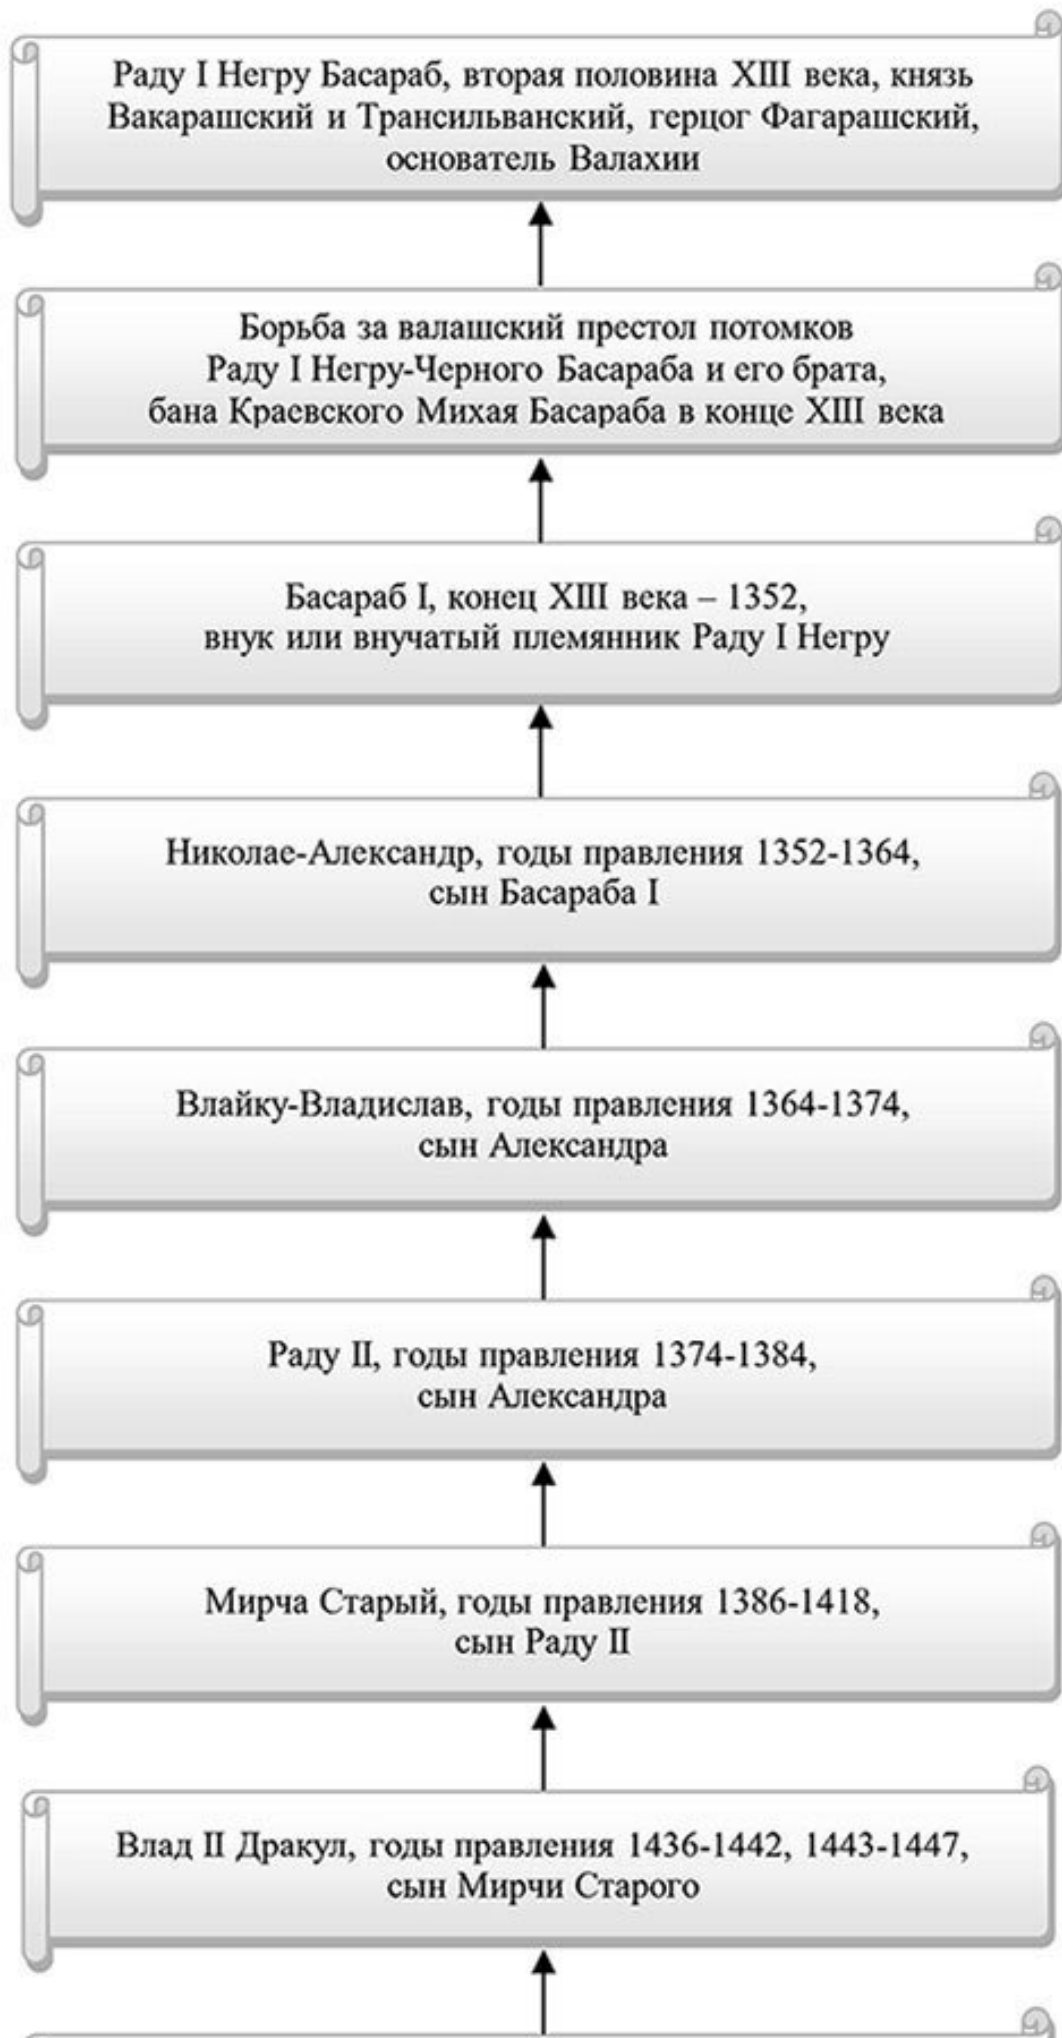 Раду I Негру Басараб, вторая половина XIII века, князь
Вакарашский и Трансильванский, герцог Фагарашский,
основатель Валахии
Борьба за валашский престол потомков
Раду I Негру-Черного Басараба и его брата,
бана Краевского Михая Басараба в конце XIII века
Басараб I, конец XIII века – 1352,
внук или внучатый племянник Раду I Негру
Николае-Александр, годы правления 1352-1364,
сын Басараба I
Влайку-Владислав, годы правления 1364-1374,
сын Александра
Раду II, годы правления 1374-1384,
сын Александра
Мирча Старый, годы правления 1386-1418,
сын Раду II
Влад II Дракул, годы правления 1436-1442, 1443-1447,
сын Мирчи Старого